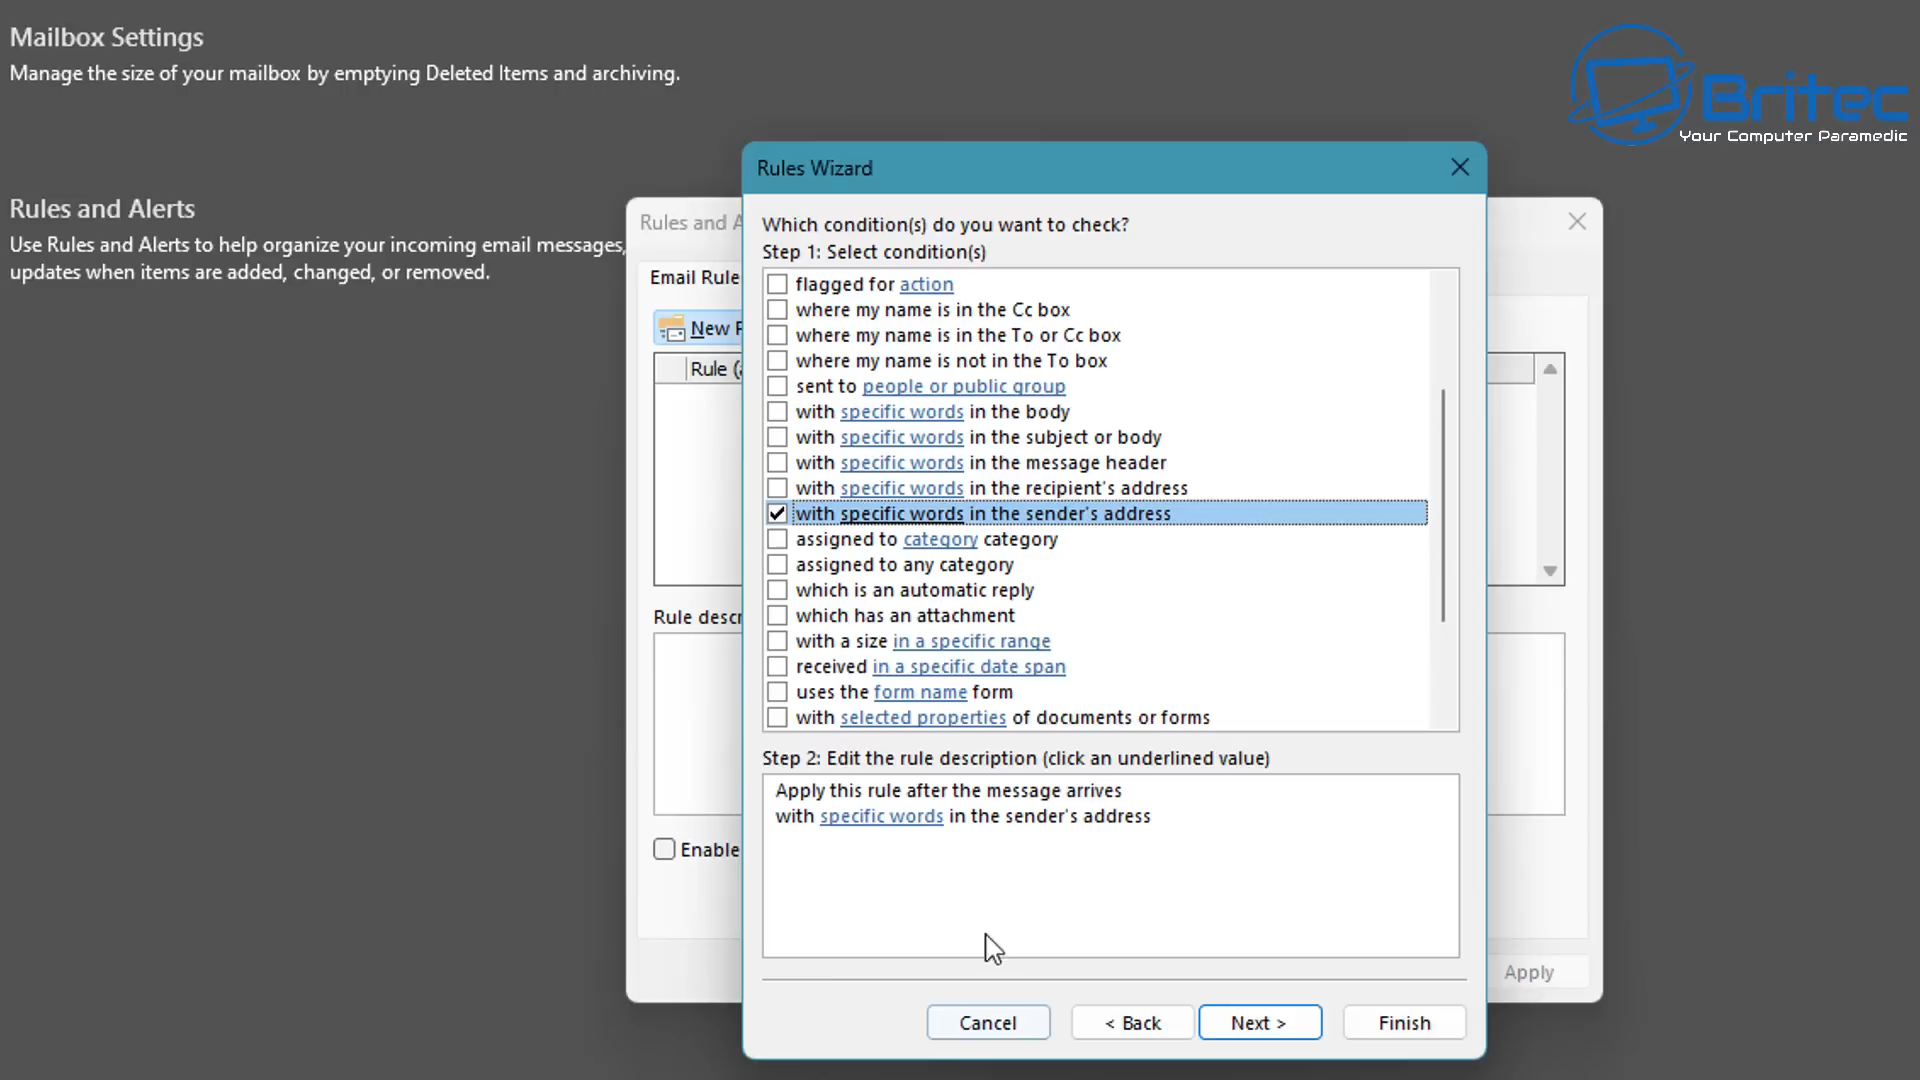 Mailbox Settings
Manage the size of your mailbox by emptying Deleted Items and archiving.
Britec
Your Computer Paramedic
Rules and Alerts
Use Rules and Alerts to help organize your incoming email messages,
updates when items are added, changed, or removed.
Rules and A
Email Rule
New R
Rule (a
Rule descr
Enable
Apply
Rules Wizard
Which condition(s) do you want to check?
Step 1: Select condition(s)
flagged for action
where my name is in the Cc box
where my name is in the To or Cc box
where my name is not in the To box
sent to people or public group
with specific words in the body
with specific words in the subject or body
with specific words in the message header
with specific words in the recipient's address
with specific words in the sender's address
assigned to category category
assigned to any category
which is an automatic reply
which has an attachment
with a size in a specific range
received in a specific date span
uses the form name form
with selected properties of documents or forms
Step 2: Edit the rule description (click an underlined value)
Apply this rule after the message arrives
with specific words in the sender's address
Cancel
< Back
Next >
Finish